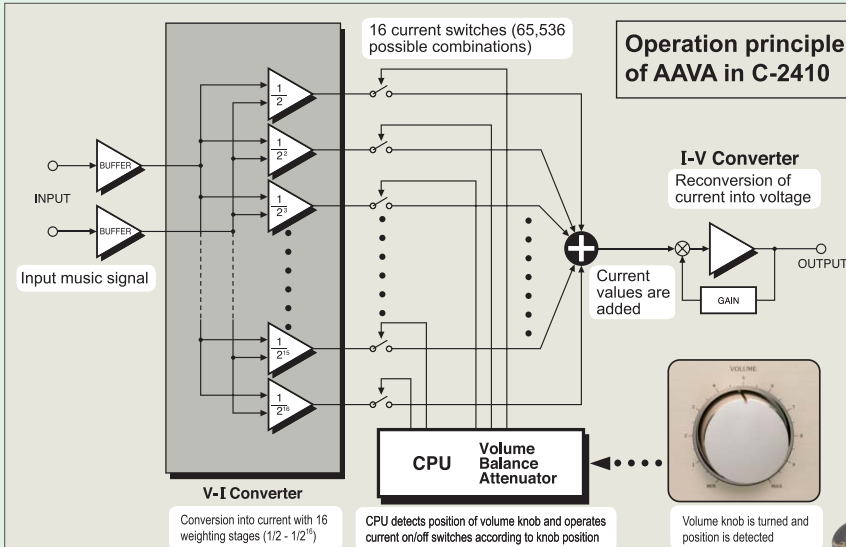 16 current switches (65,536
possible combinations)
Operation principle
of AAVA in C-2410
1
2
BUFFER
1
2²
INPUT
1
2³
BUFFER
Input music signal
I-V Converter
Reconversion of
current into voltage
+
OUTPUT
Current
values are
added
GAIN
1
2¹⁵
1
2¹⁶
VOLUME
MIN
MAX
CPU
Volume
Balance
Attenuator
V-I Converter
Conversion into current with 16
weighting stages (1/2 - 1/2¹⁶)
CPU detects position of volume knob and operates
current on/off switches according to knob position
Volume knob is turned and
position is detected